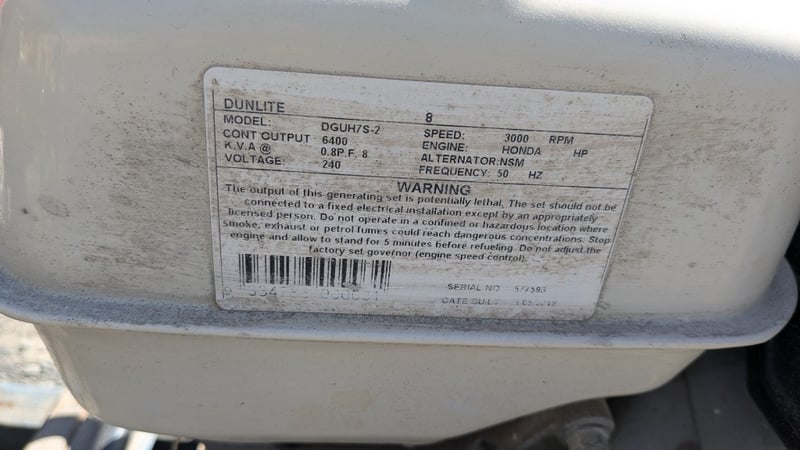 DUNLITE 8
MODEL: DGUH7S-2 SPEED: 3000 RPM
CONT OUTPUT 6400 ENGINE: HONDA HP
K.V.A @ 0.8P.F. 8 ALTERNATOR:NSM
VOLTAGE: 240 FREQUENCY: 50 HZ
WARNING
The output of this generating set is potentially lethal, The set should not be
connected to a fixed electrical installation except by an appropriately
licensed person. Do not operate in a confined or hazardous location where
smoke, exhaust or petrol fumes could reach dangerous concentrations. Stop
engine and allow to stand for 5 minutes before refueling. Do not adjust the
factory set governor (engine speed control).
SERIAL NO 577593
DATE BUILT